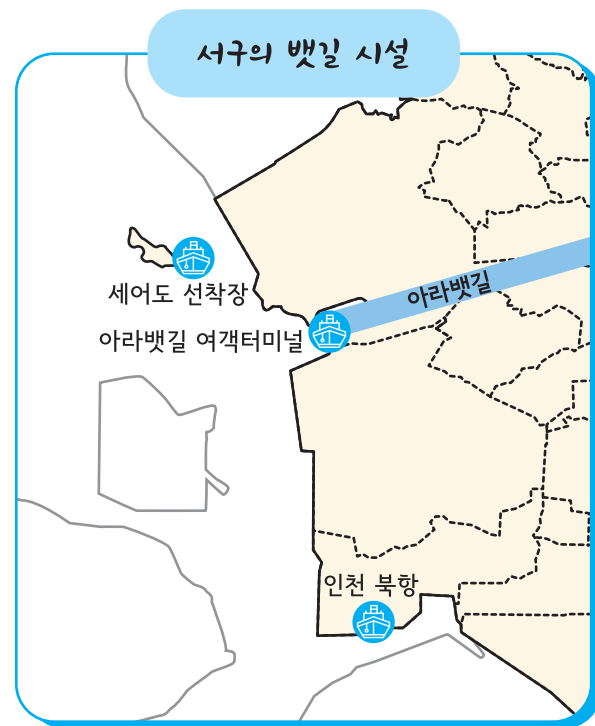 서구의 뱃길 시설
세어도 선착장
아라뱃길
아라뱃길 여객터미널
인천 북항